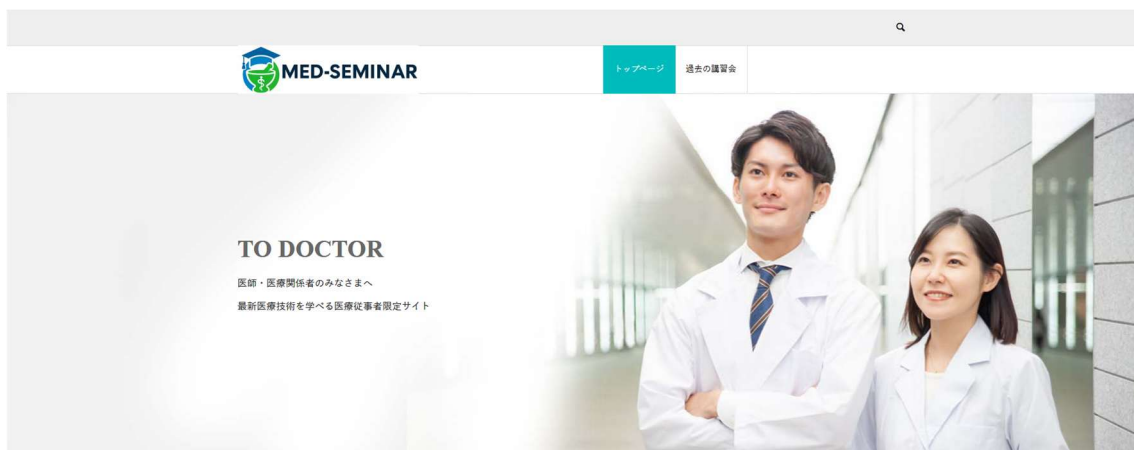 MED-SEMINAR
トップページ
過去の講習会
TO DOCTOR
医師・医療関係者のみなさまへ
最新医療技術を学べる医療従事者限定サイト